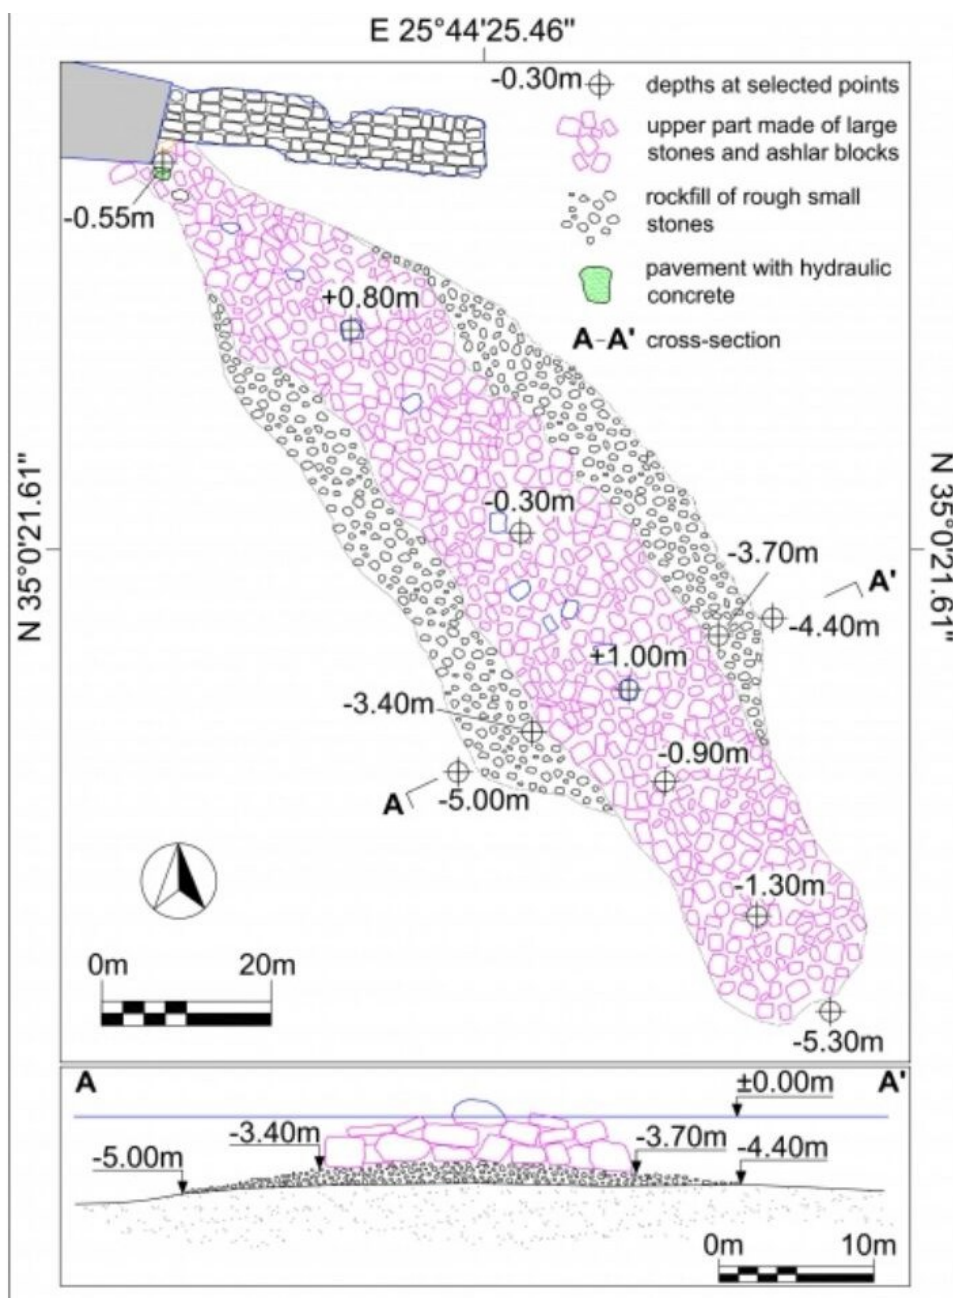 E 25°44'25.46"
-0.30m
depths at selected points
upper part made of large
stones and ashlar blocks
-0.55m
rockfill of rough small
stones
pavement with hydraulic
concrete
+0.80m
A-A' cross-section
N 35°0'21.61"
N 35°0'21.61"
-0.30m
-3.70m
A'
-4.40m
+1.00m
-3.40m
-0.90m
A
-5.00m
-1.30m
0m 20m
-5.30m
A A'
±0.00m
-3.40m
-3.70m
-5.00m
-4.40m
0m 10m